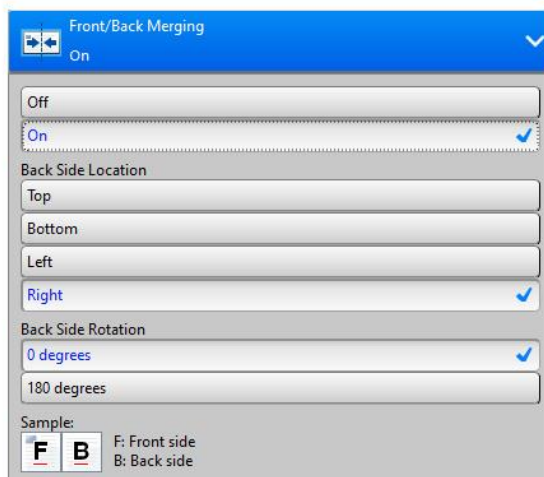 Front/Back Merging
On
Off
On
Back Side Location
Top
Bottom
Left
Right
Back Side Rotation
0 degrees
180 degrees
Sample:
F B
F: Front side
B: Back side